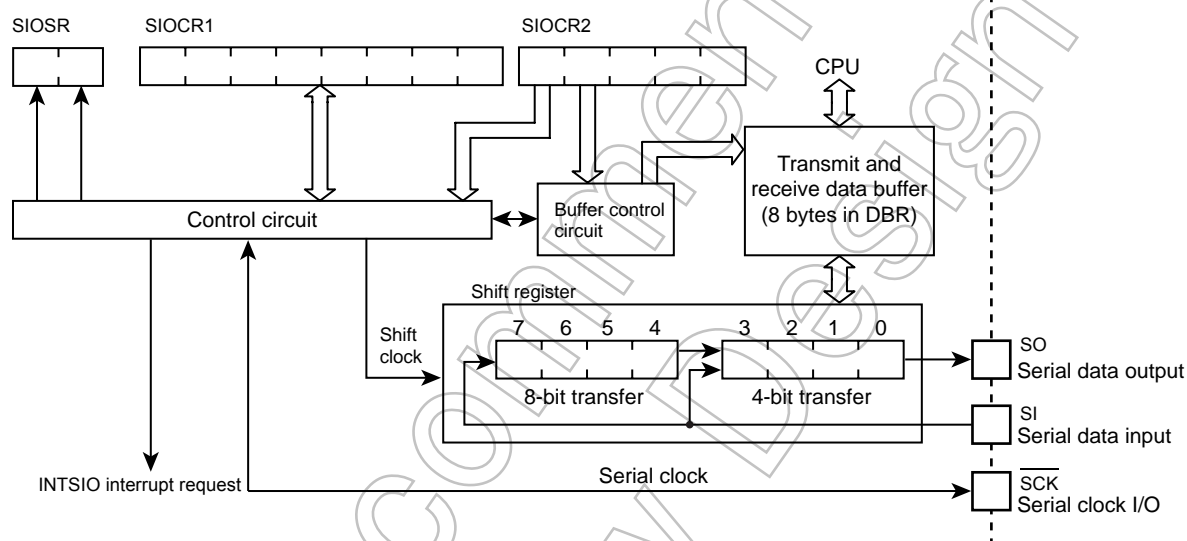 SIOSR
SIOCR1
SIOCR2
CPU
Transmit and
receive data buffer
(8 bytes in DBR)
Control circuit
Buffer control
circuit
Shift register
Shift
clock
7 6 5 4 3 2 1 0
8-bit transfer
4-bit transfer
SO
Serial data output
SI
Serial data input
INTSIO interrupt request
Serial clock
SCK
Serial clock I/O
commen
Design